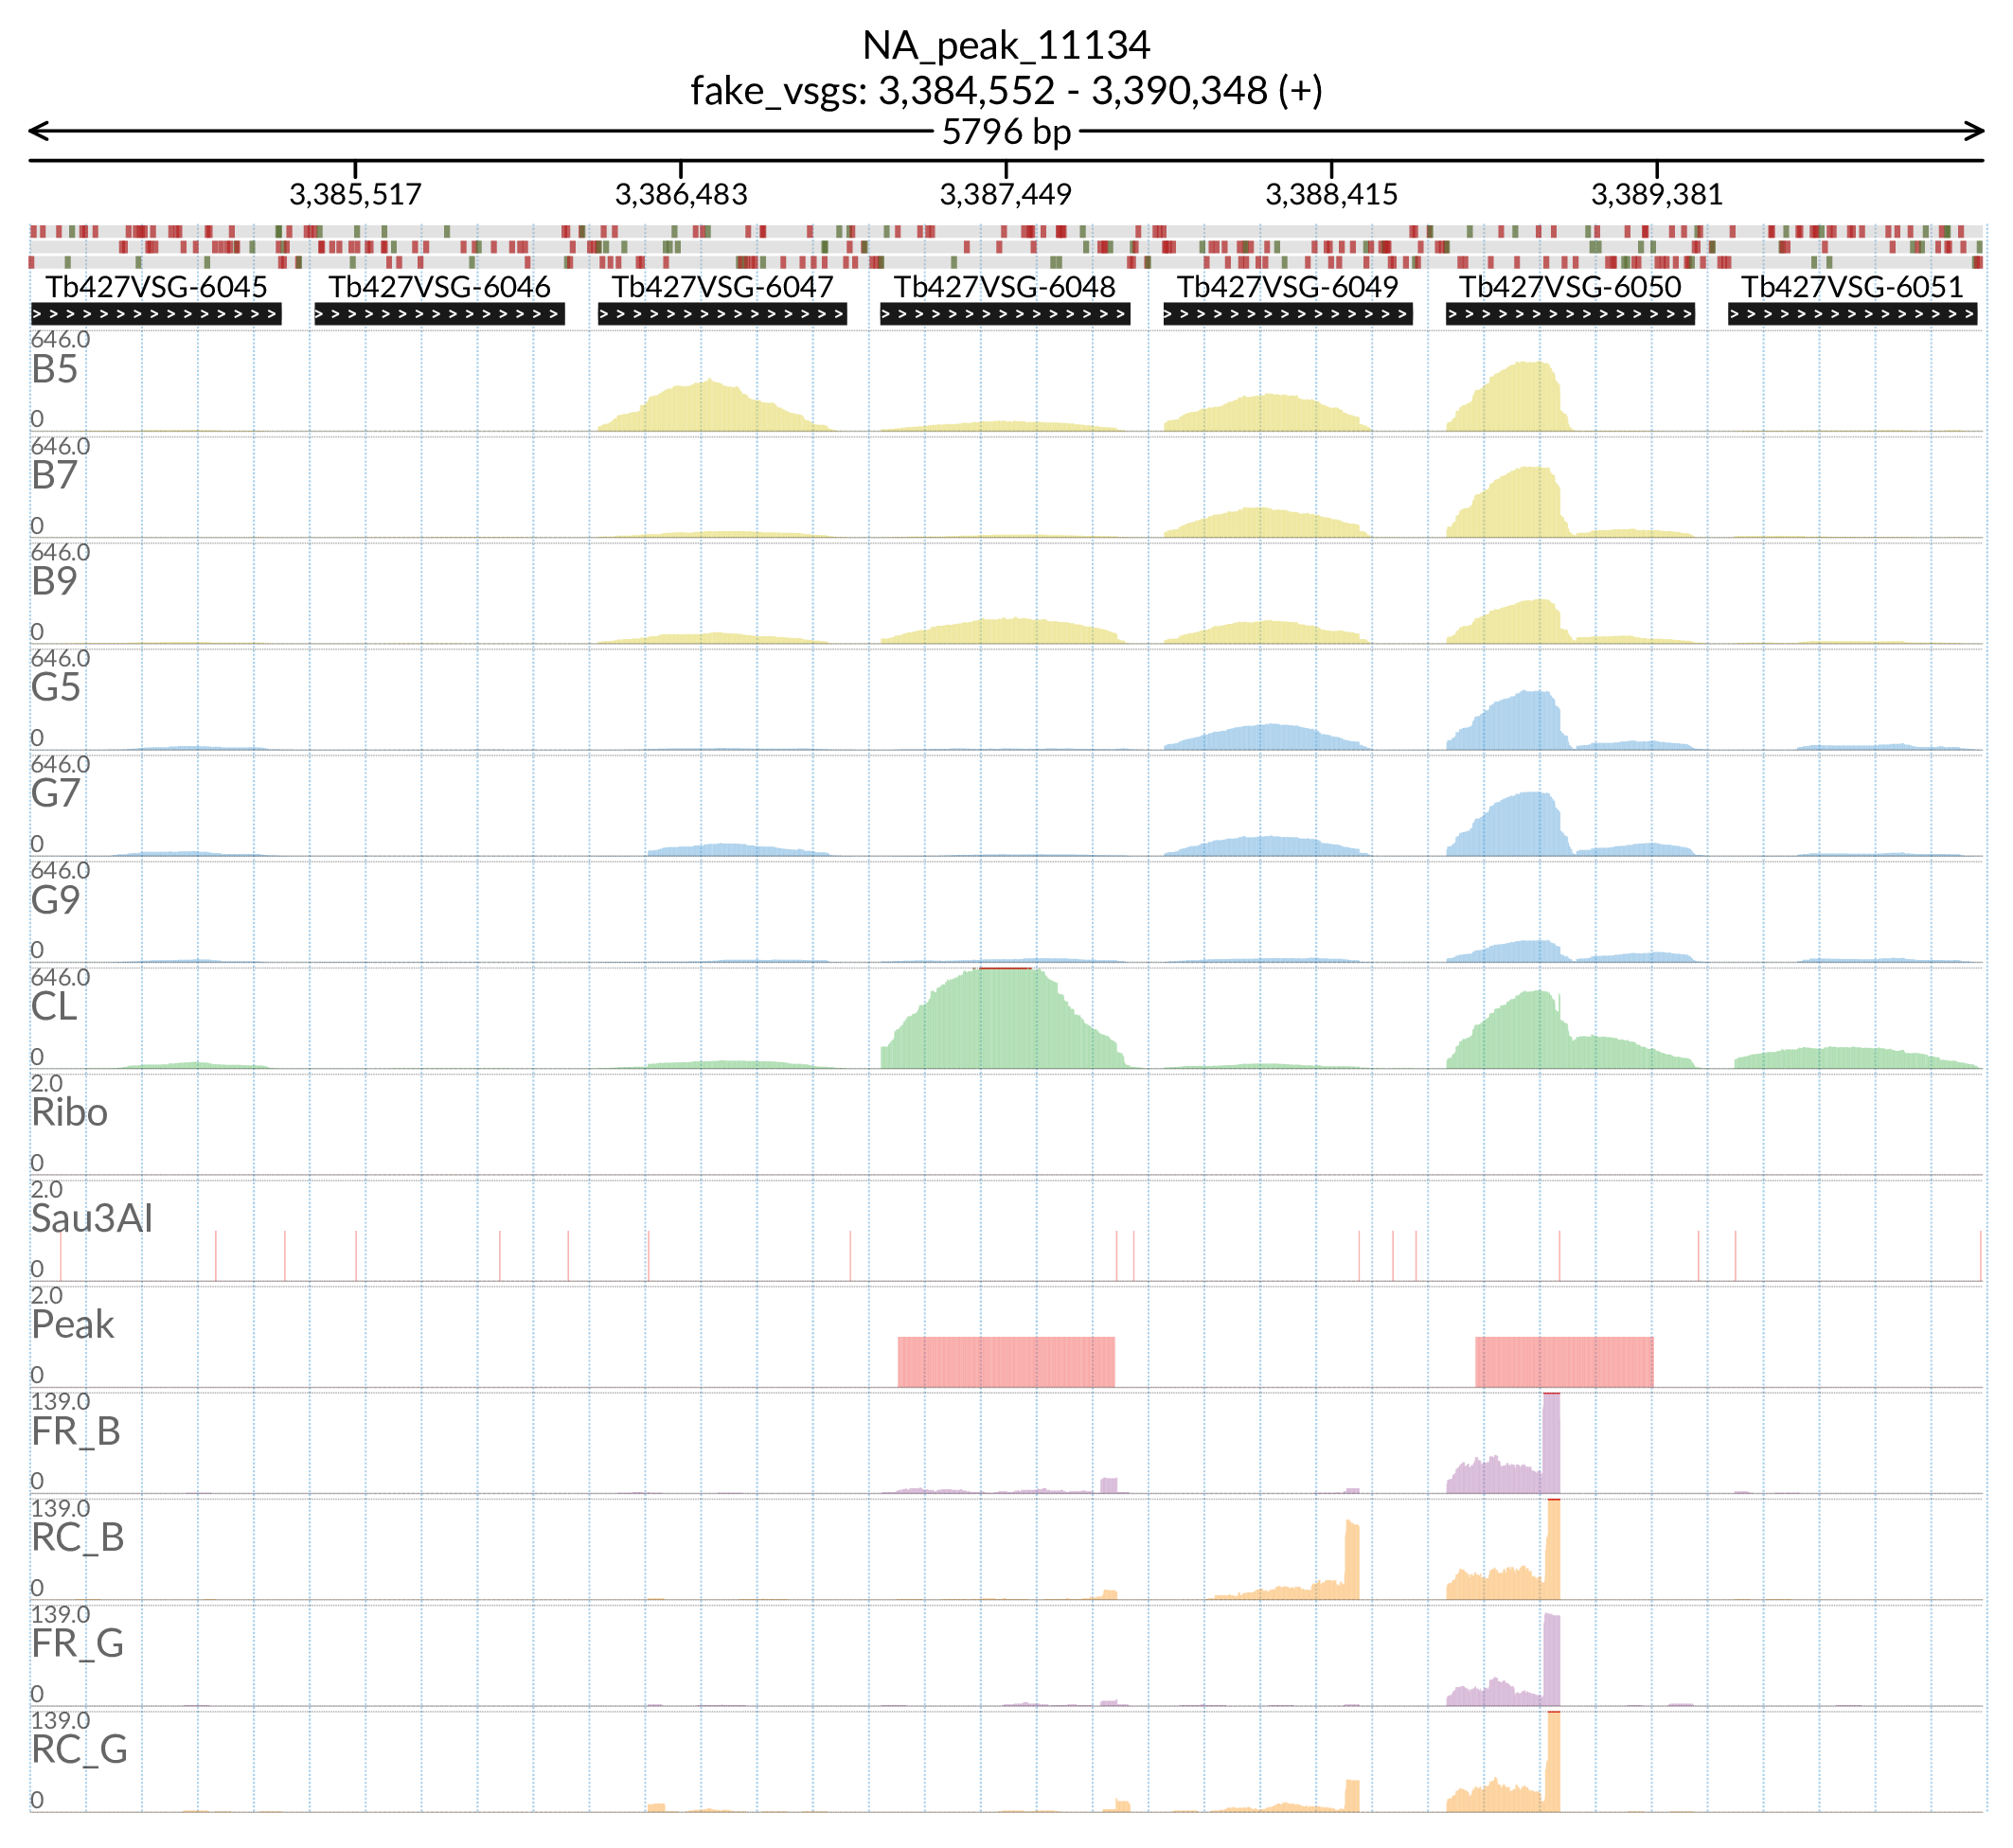 NA_peak_11134
fake_vsgs: 3,384,552 - 3,390,348 (+)
5796 bp
3,385,517 3,386,483 3,387,449 3,388,415 3,389,381
Tb427VSG-6045 Tb427VSG-6046 Tb427VSG-6047 Tb427VSG-6048 Tb427VSG-6049 Tb427VSG-6050 Tb427VSG-6051
646.0
B5
0
646.0
B7
0
646.0
B9
0
646.0
G5
0
646.0
G7
0
646.0
G9
0
646.0
CL
0
2.0
Ribo
0
2.0
Sau3AI
0
2.0
Peak
0
139.0
FR_B
0
139.0
RC_B
0
139.0
FR_G
0
139.0
RC_G
0